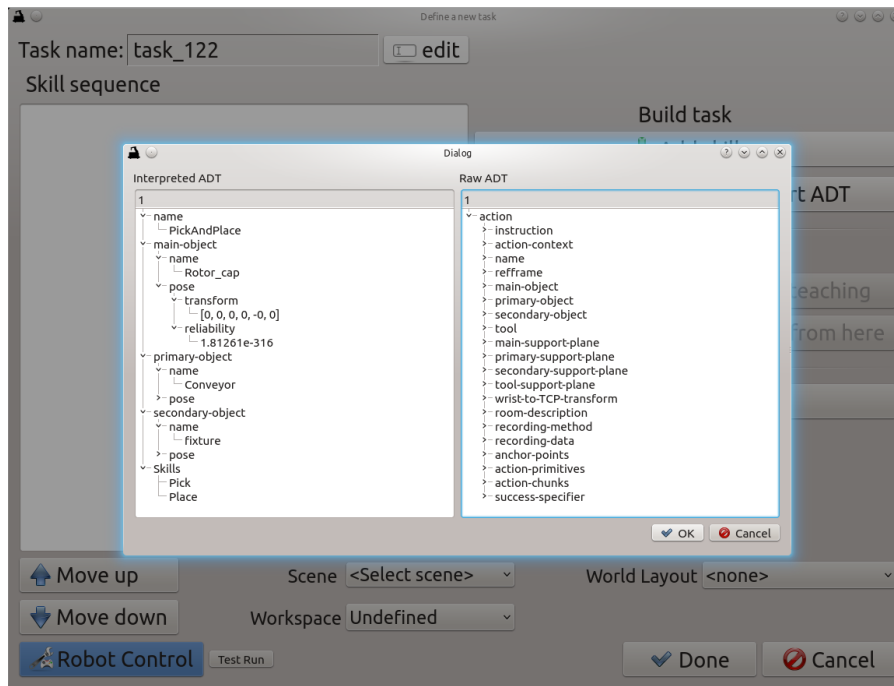 Define a new task
Task name: task_122 edit
Skill sequence
Build task
Dialog
Interpreted ADT
1
name
PickAndPlace
main-object
name
Rotor_cap
pose
transform
[0, 0, 0, 0, -0, 0]
reliability
1.81261e-316
primary-object
name
Conveyor
pose
secondary-object
name
fixture
pose
Skills
Pick
Place
Raw ADT
1
action
instruction
action-context
name
refframe
main-object
primary-object
secondary-object
tool
main-support-plane
primary-support-plane
secondary-support-plane
tool-support-plane
wrist-to-TCP-transform
room-description
recording-method
recording-data
anchor-points
action-primitives
action-chunks
success-specifier
OK Cancel
ADT
from here
Move up Scene <Select scene> World Layout <none>
Move down Workspace Undefined
Robot Control Test Run Done Cancel